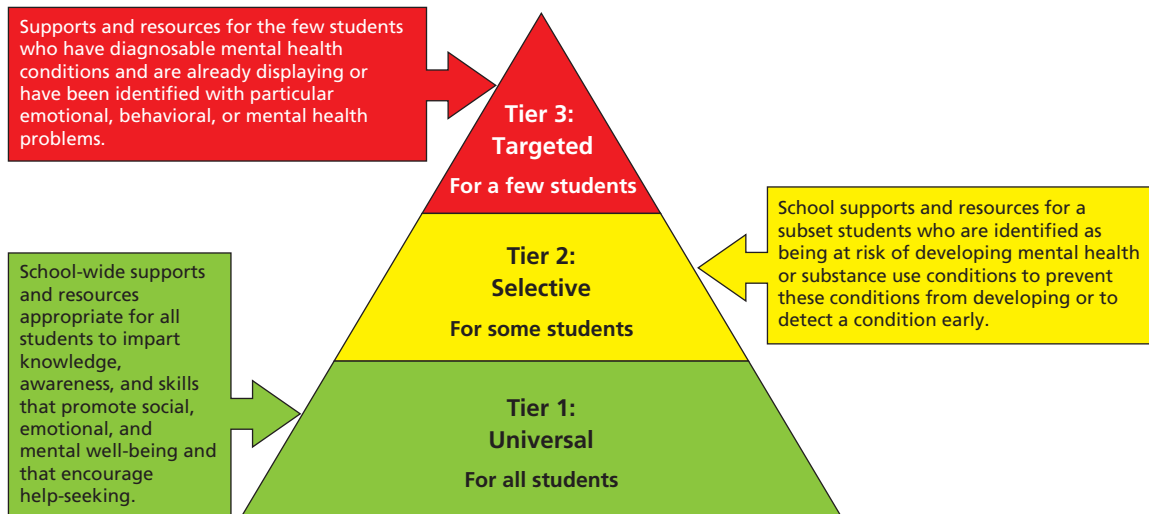 Supports and resources for the few students
who have diagnosable mental health
conditions and are already displaying or
have been identified with particular
emotional, behavioral, or mental health
problems.
Tier 3:
Targeted
For a few students
School supports and resources for a
subset students who are identified as
being at risk of developing mental health
or substance use conditions to prevent
these conditions from developing or to
detect a condition early.
Tier 2:
Selective
For some students
School-wide supports
and resources
appropriate for all
students to impart
knowledge,
awareness, and skills
that promote social,
emotional, and
mental well-being and
that encourage
help-seeking.
Tier 1:
Universal
For all students